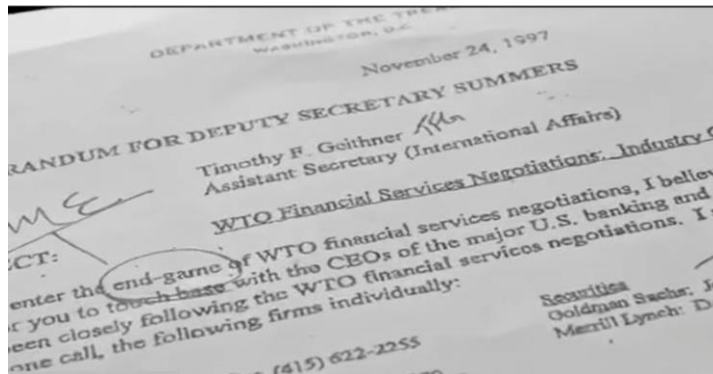 DEPARTMENT OF THE TREA
WASHINGTON, D.C.
November 24, 1997
RANDUM FOR DEPUTY SECRETARY SUMMERS
Timothy F. Geithner
Assistant Secretary (International Affairs)
WTO Financial Services Negotiations: Industry
ECT:
enter the end-game of WTO financial services negotiations, I believ
r you to touch base with the CEOs of the major U.S. banking and
een closely following the WTO financial services negotiations. I
one call, the following firms individually:
Securities
Goldman Sachs: J
Merrill Lynch: D.
(415) 622-2255